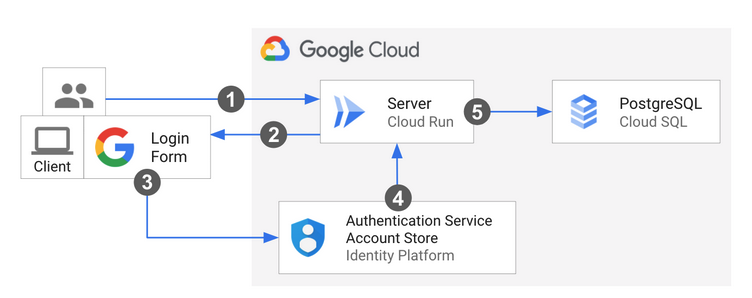 Google Cloud
1
Server
Cloud Run
5
PostgreSQL
Cloud SQL
2
Client
Login
Form
3
4
Authentication Service
Account Store
Identity Platform